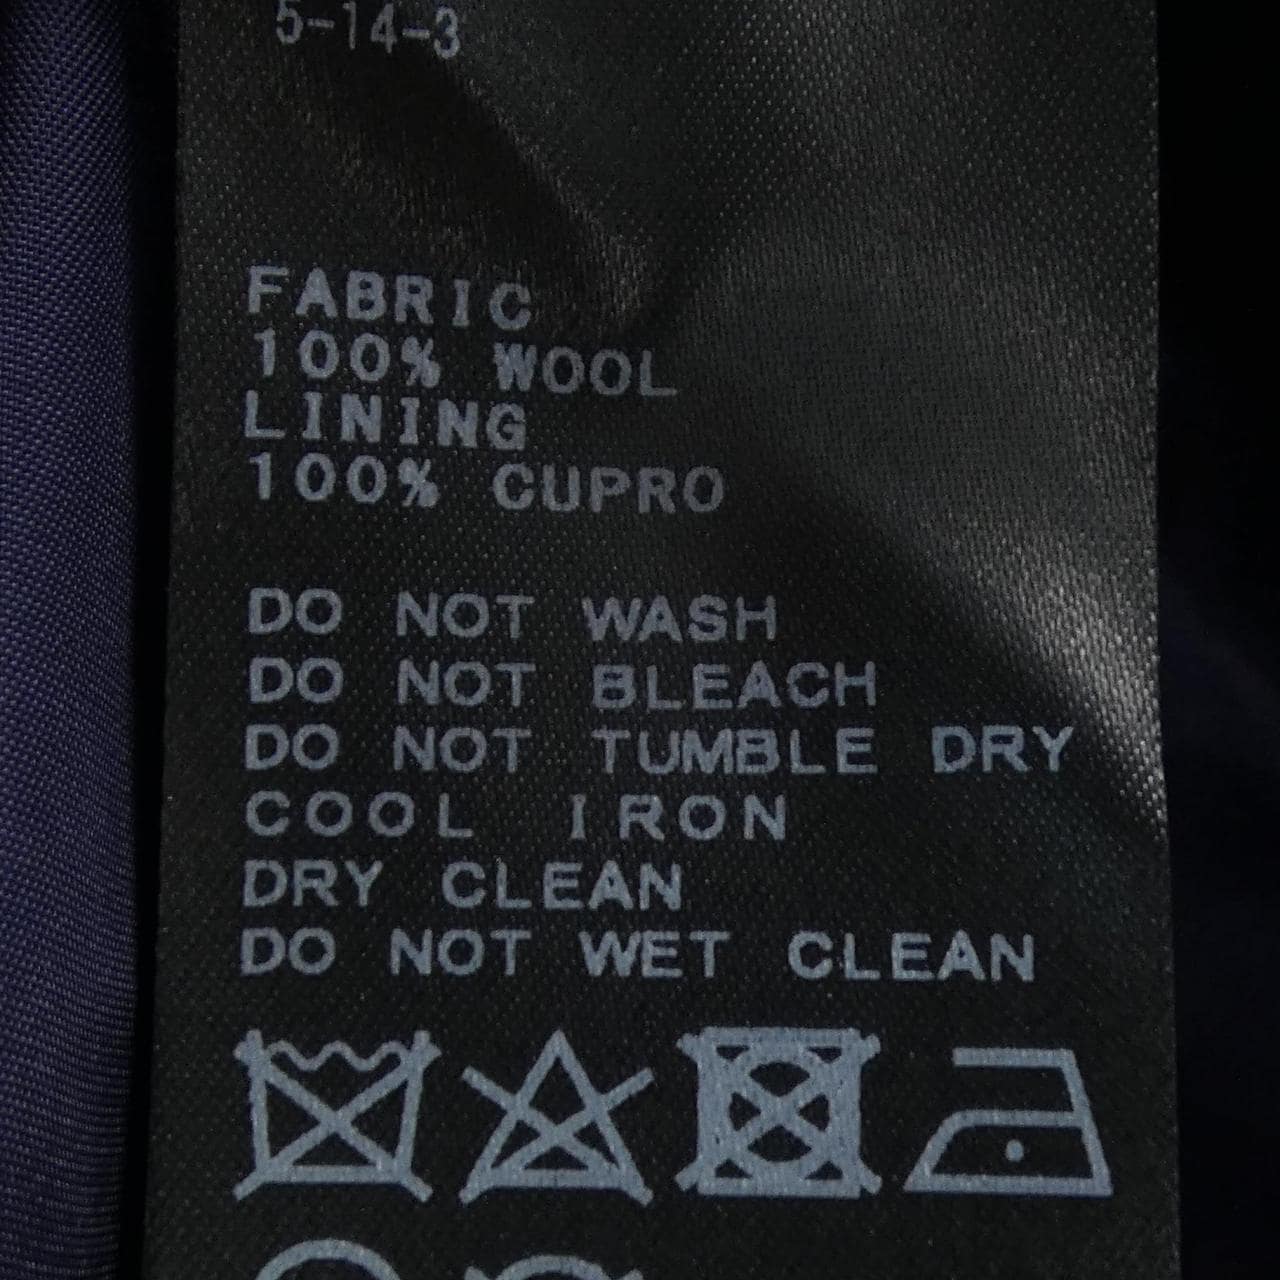 5-14-3
FABRIC
100% WOOL
LINING
100% CUPRO
DO NOT WASH
DO NOT BLEACH
DO NOT TUMBLE DRY
COOL IRON
DRY CLEAN
DO NOT WET CLEAN